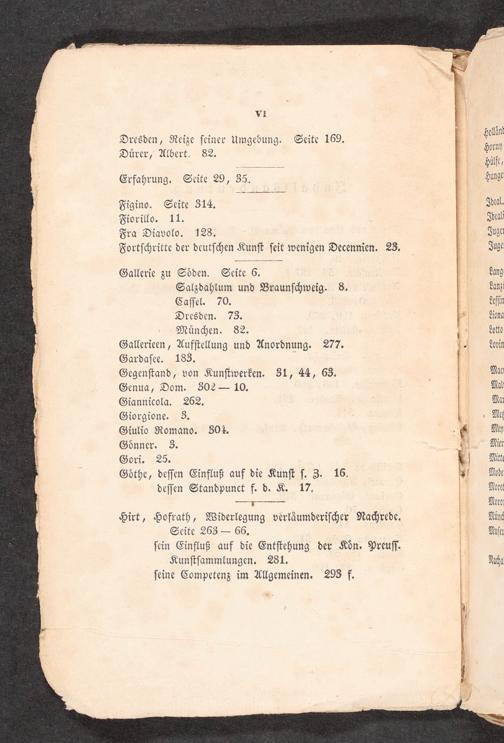 VI
Dresden, Reize seiner Umgebung. Seite 169.
Dürer, Albert. 82.
Erfahrung. Seite 29, 35.
Figino. Seite 314.
Fiorillo. 11.
Fra Diavolo. 128.
Fortschritte der deutschen Kunst seit wenigen Decennien. 23.
Gallerie zu Söden. Seite 6.
Salzdahlum und Braunschweig. 8.
Cassel. 70.
Dresden. 73.
München. 82.
Gallerieen, Aufstellung und Anordnung. 277.
Gardasee. 183.
Gegenstand, von Kunstwerken. 31, 44, 63.
Genua, Dom. 302 — 10.
Giannicola. 262.
Giorgione. 3.
Giulio Romano. 304.
Gönner. 3.
Gori. 25.
Göthe, dessen Einfluß auf die Kunst s. Z. 16.
dessen Standpunct f. d. K. 17.
Hirt, Hofrath, Widerlegung verläumderischer Nachrede.
Seite 263 — 66.
sein Einfluß auf die Entstehung der Kön. Preuss.
Kunstsammlungen. 281.
seine Competenz im Allgemeinen. 293 f.